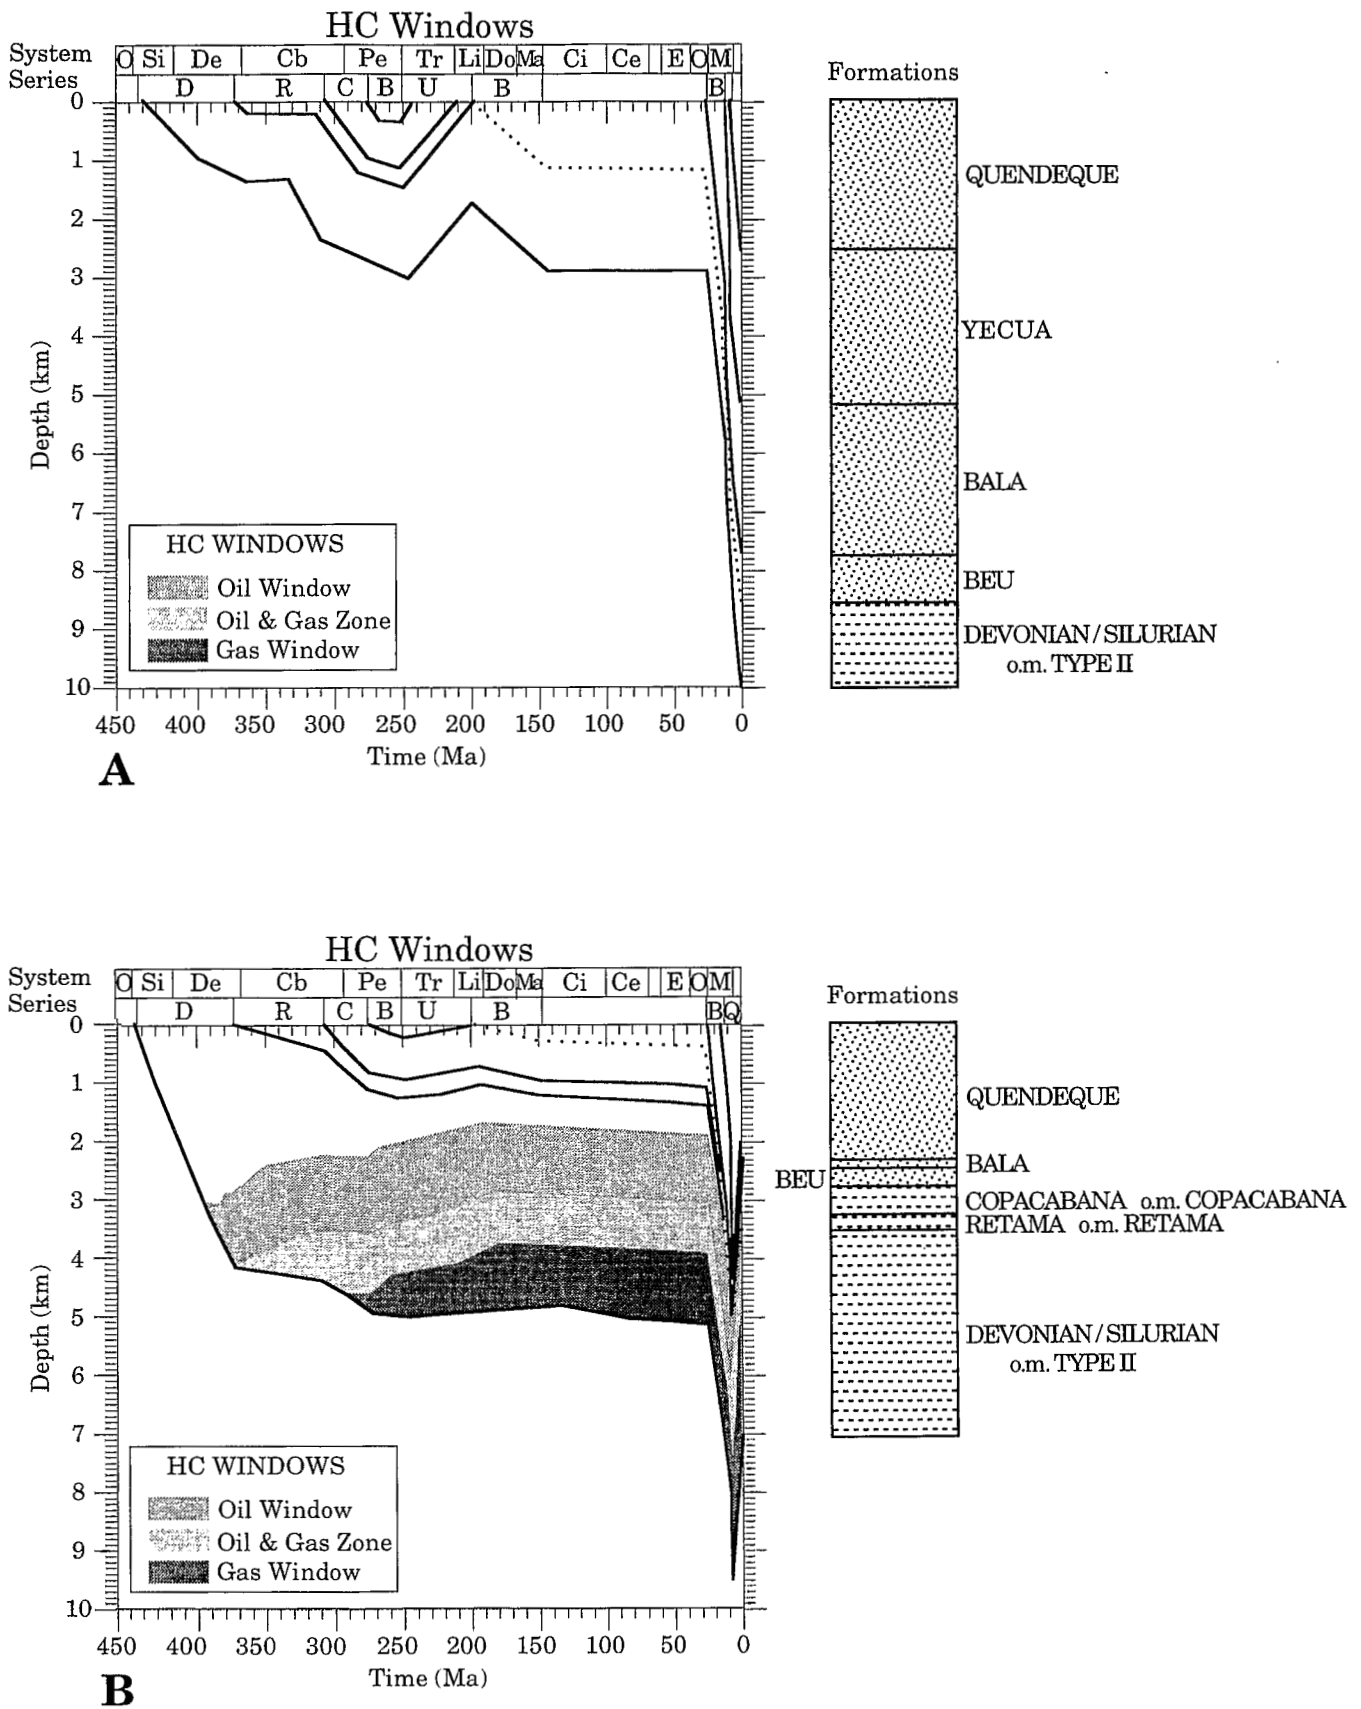 HC Windows
System O Si De Cb Pe Tr Li Do Ma Ci Ce E O M
Series D R C B U B B
Formations
0
1
2
3
4
5
6
7
8
9
10
Depth (km)
QUENDEQUE
YECUA
BALA
BEU
DEVONIAN/SILURIAN
o.m. TYPE II
HC WINDOWS
Oil Window
Oil & Gas Zone
Gas Window
450 400 350 300 250 200 150 100 50 0
Time (Ma)
A
HC Windows
System O Si De Cb Pe Tr Li Do Ma Ci Ce E O M
Series D R C B U B B Q
Formations
0
1
2
3
4
5
6
7
8
9
10
Depth (km)
QUENDEQUE
BALA
BEU
COPACABANA o.m. COPACABANA
RETAMA o.m. RETAMA
DEVONIAN/SILURIAN
o.m. TYPE II
HC WINDOWS
Oil Window
Oil & Gas Zone
Gas Window
450 400 350 300 250 200 150 100 50 0
Time (Ma)
B